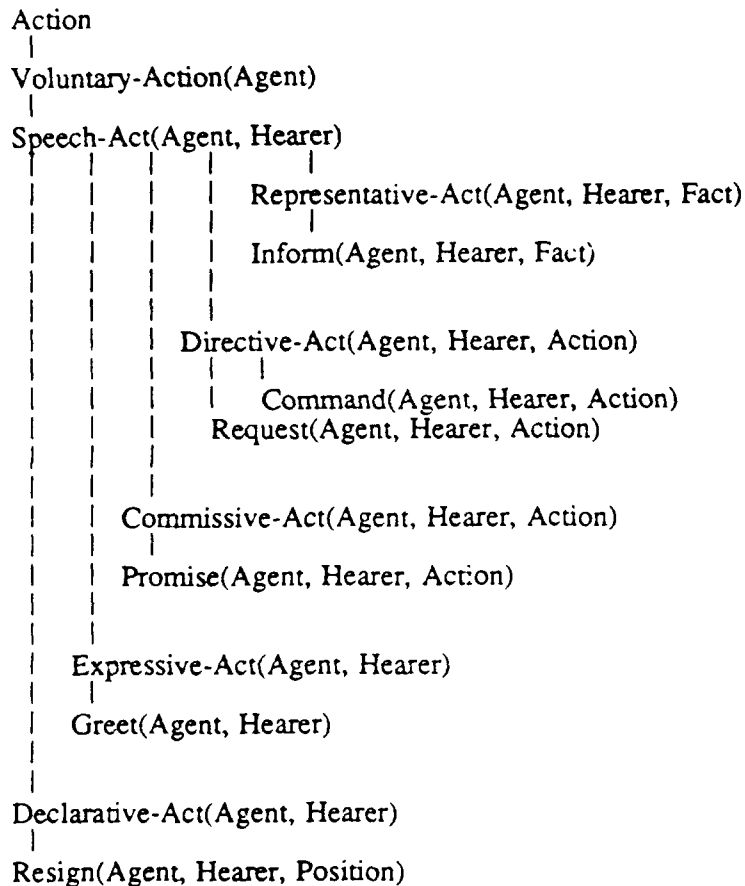 Action
Voluntary-Action(Agent)
Speech-Act(Agent, Hearer)
Representative-Act(Agent, Hearer, Fact)
Inform(Agent, Hearer, Fact)
Directive-Act(Agent, Hearer, Action)
Command(Agent, Hearer, Action)
Request(Agent, Hearer, Action)
Commissive-Act(Agent, Hearer, Action)
Promise(Agent, Hearer, Action)
Expressive-Act(Agent, Hearer)
Greet(Agent, Hearer)
Declarative-Act(Agent, Hearer)
Resign(Agent, Hearer, Position)